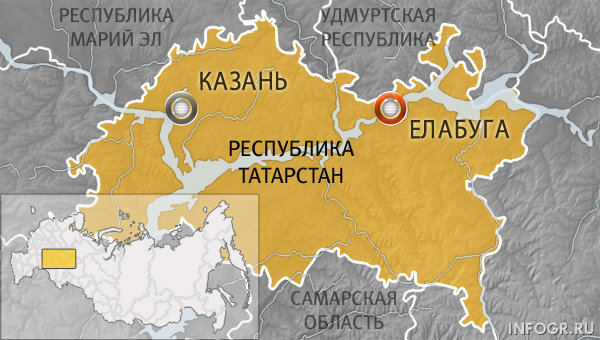 РЕСПУБЛИКА
МАРИЙ ЭЛ
УДМУРТСКАЯ
РЕСПУБЛИКА
КАЗАНЬ
ЕЛАБУГА
РЕСПУБЛИКА
ТАТАРСТАН
САМАРСКАЯ
ОБЛАСТЬ
INFOGR.RU